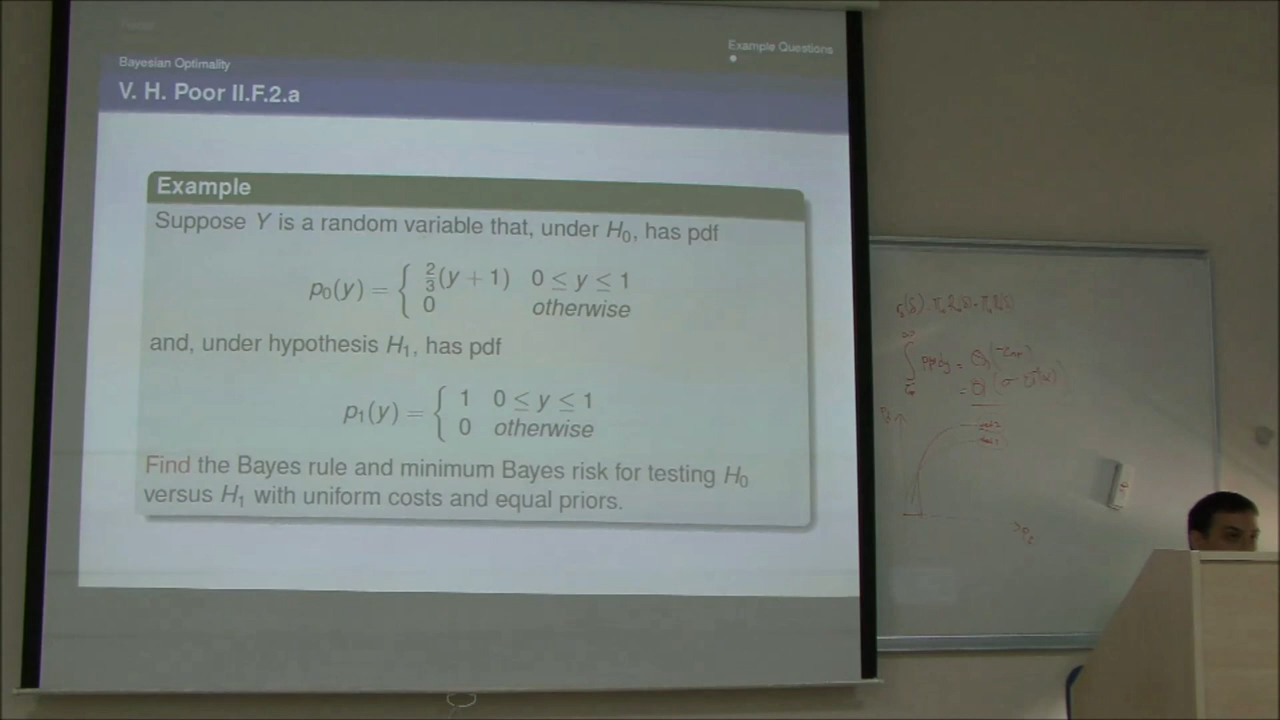 Example Questions
Bayesian Optimality
V. H. Poor II.F.2.a
Example
Suppose Y is a random variable that, under H₀, has pdf
p₀(y) = { 2/3(y + 1) 0 ≤ y ≤ 1
0 otherwise
and, under hypothesis H₁, has pdf
p₁(y) = { 1 0 ≤ y ≤ 1
0 otherwise
Find the Bayes rule and minimum Bayes risk for testing H₀
versus H₁ with uniform costs and equal priors.